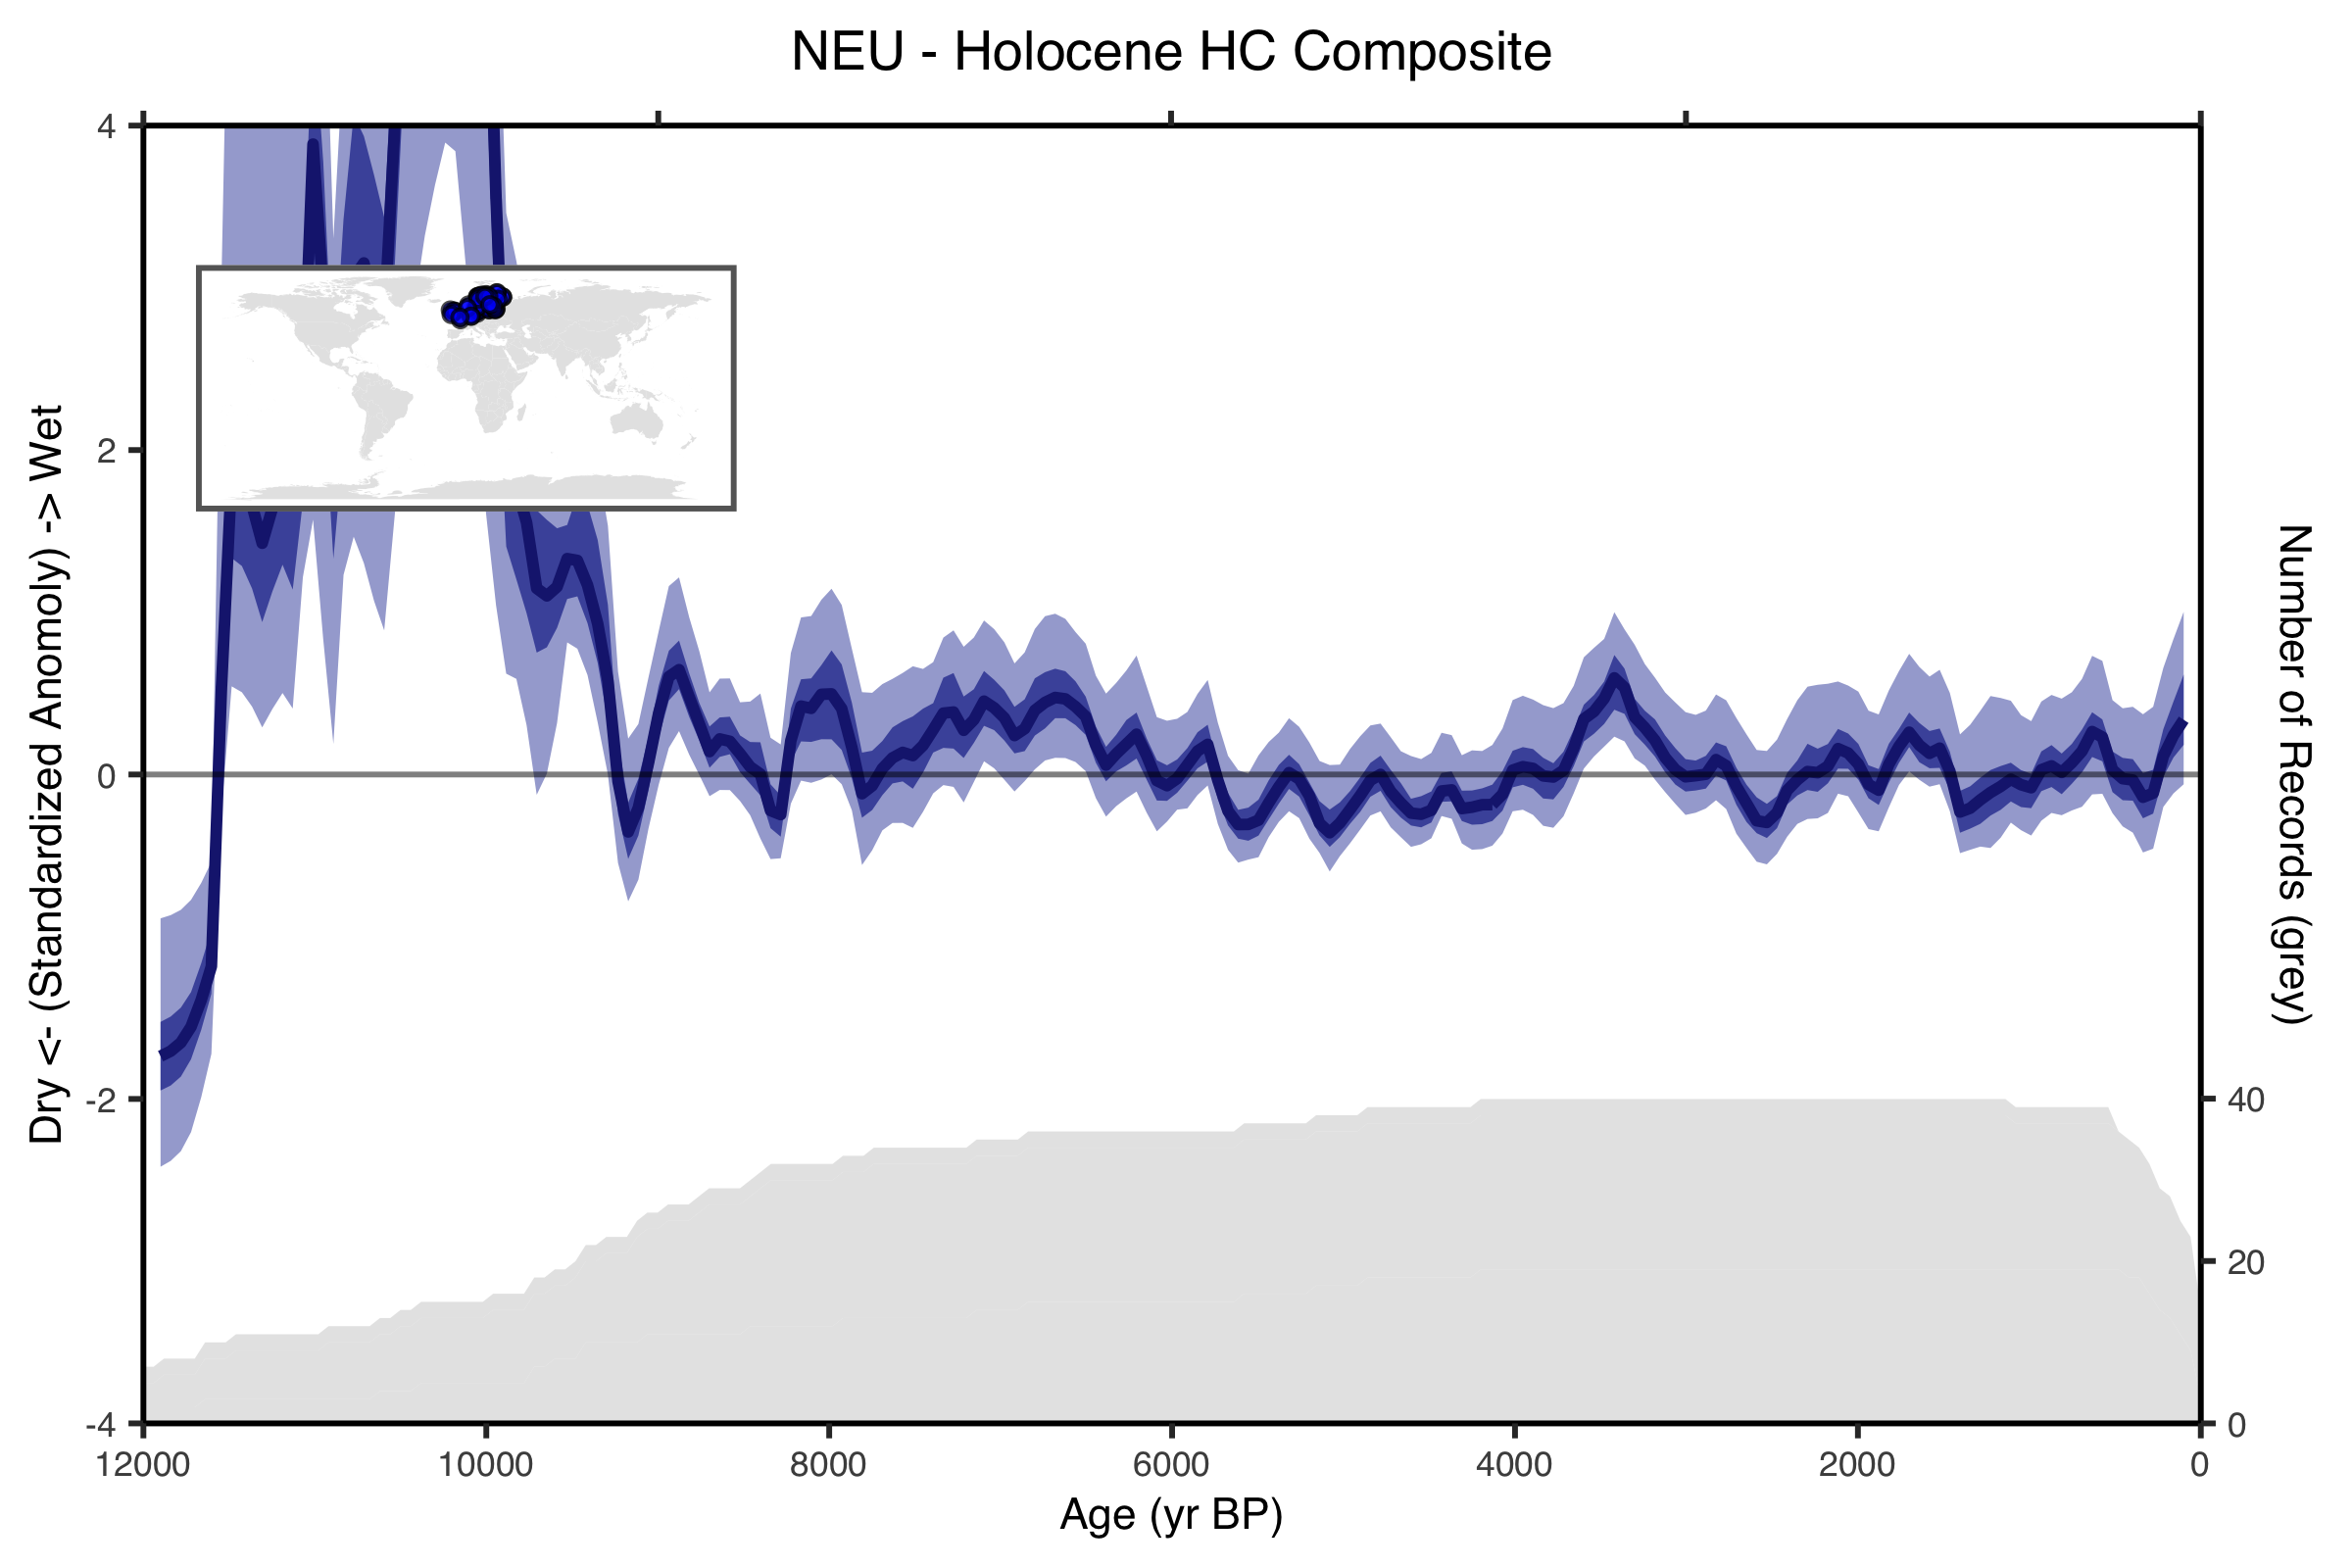 NEU - Holocene HC Composite
4
2
0
-2
-4
Dry <- (Standardized Anomoly) -> Wet
Number of Records (grey)
40
20
0
12000 10000 8000 6000 4000 2000 0
Age (yr BP)